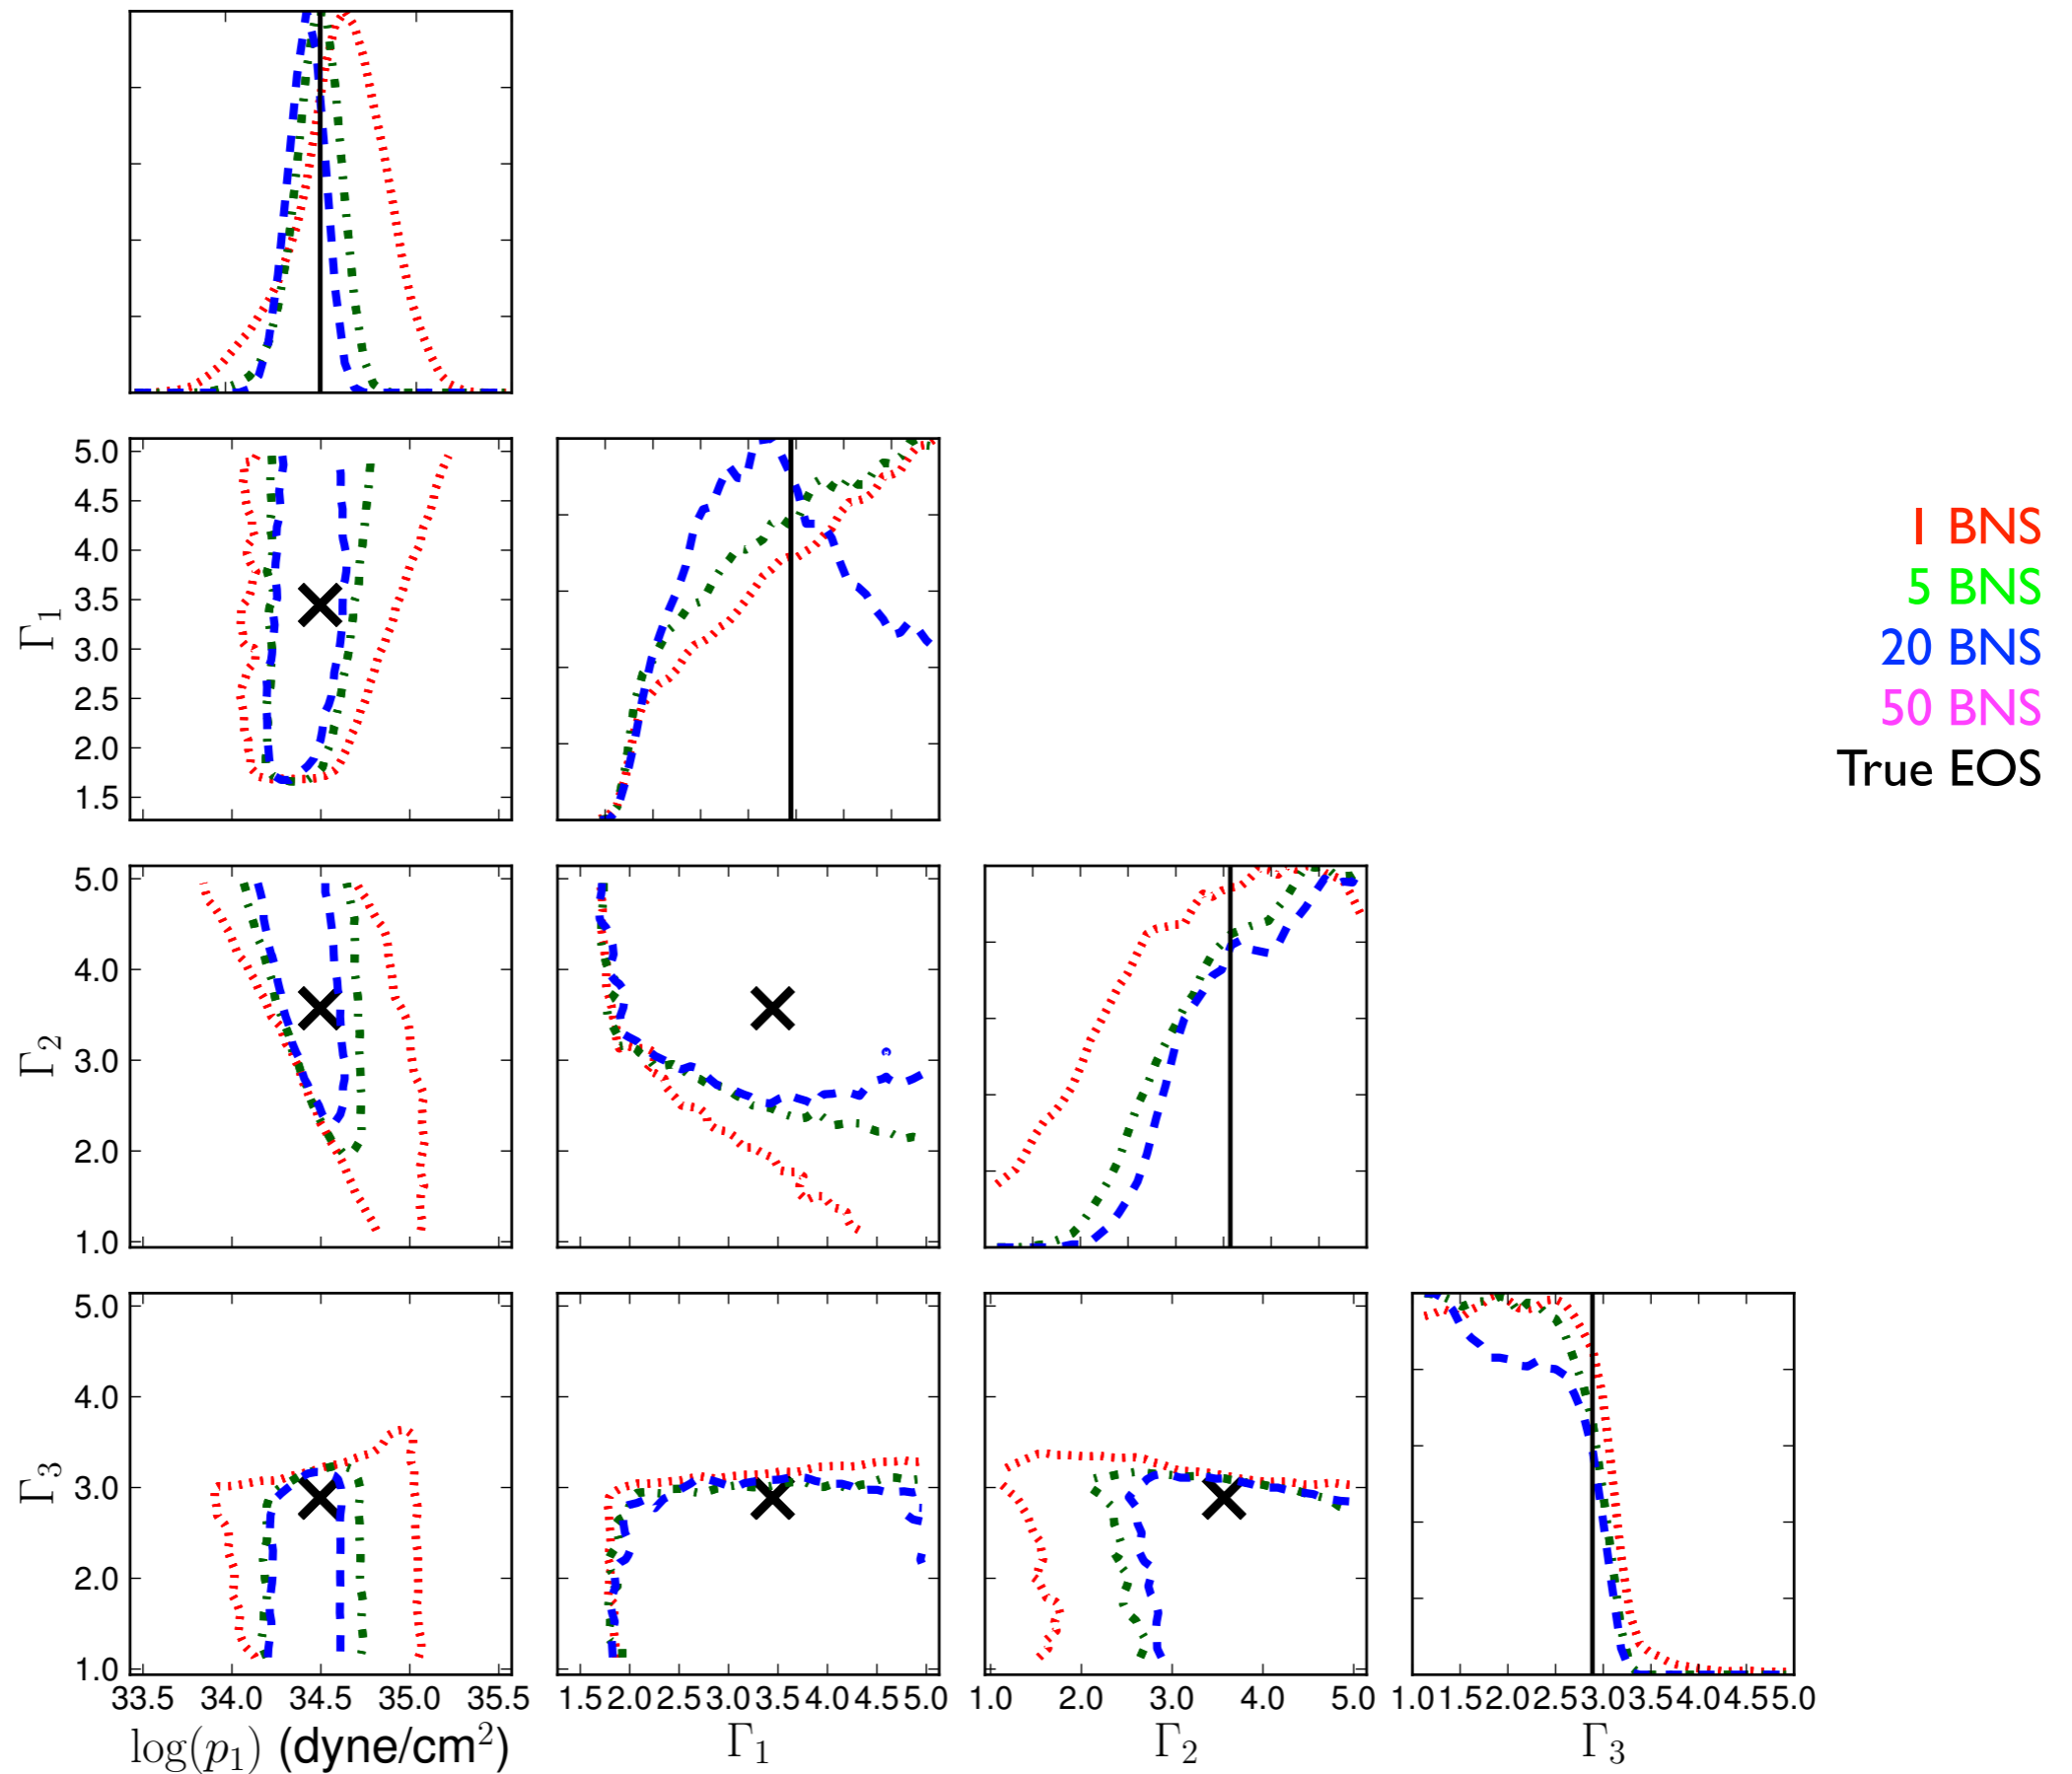 5.0
4.5
4.0
3.5
3.0
2.5
2.0
1.5
Γ1
1 BNS
5 BNS
20 BNS
50 BNS
True EOS
5.0
4.0
3.0
2.0
1.0
Γ2
5.0
4.0
3.0
2.0
1.0
Γ3
33.5 34.0 34.5 35.0 35.5
1.5 2.0 2.5 3.0 3.5 4.5 5.0
1.0 2.0 3.0 4.0 5.0
1.0 1.5 2.0 2.5 3.0 3.5 4.0 4.5 5.0
log(p1) (dyne/cm2)
Γ1
Γ2
Γ3